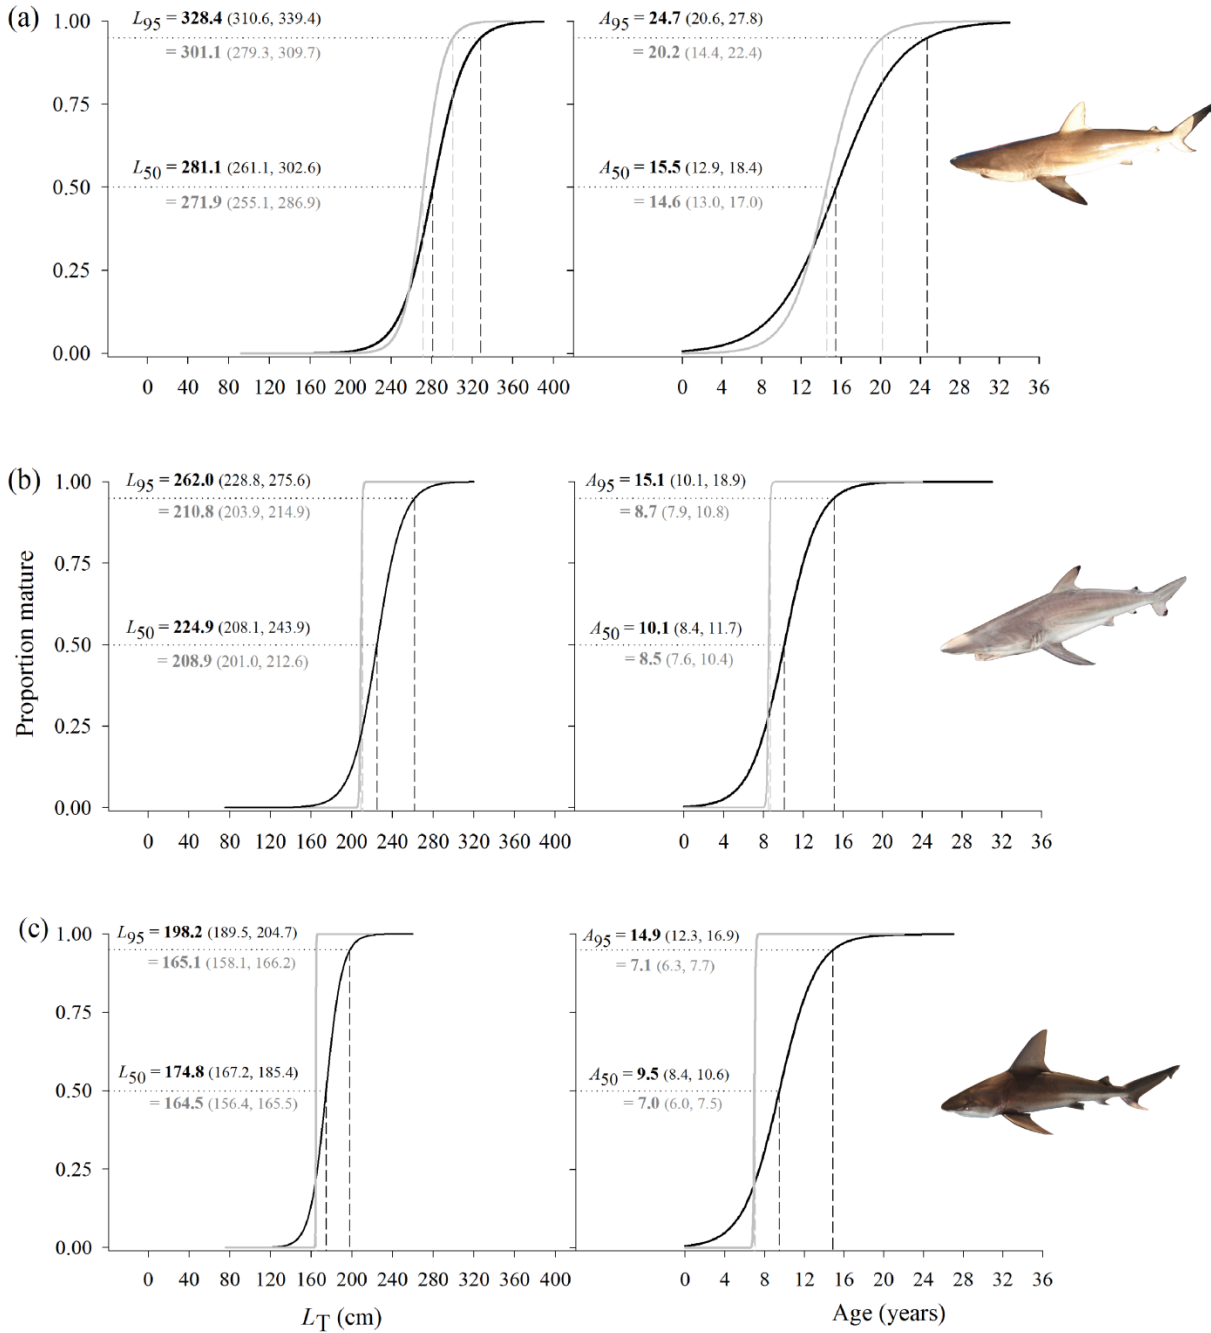 (a)
L95 = 328.4 (310.6, 339.4)
= 301.1 (279.3, 309.7)
L50 = 281.1 (261.1, 302.6)
= 271.9 (255.1, 286.9)
1.00
0.75
0.50
0.25
0.00
0 40 80 120 160 200 240 280 320 360 400
A95 = 24.7 (20.6, 27.8)
= 20.2 (14.4, 22.4)
A50 = 15.5 (12.9, 18.4)
= 14.6 (13.0, 17.0)
0 4 8 12 16 20 24 28 32 36
(b)
L95 = 262.0 (228.8, 275.6)
= 210.8 (203.9, 214.9)
L50 = 224.9 (208.1, 243.9)
= 208.9 (201.0, 212.6)
1.00
0.75
0.50
0.25
0.00
0 40 80 120 160 200 240 280 320 360 400
A95 = 15.1 (10.1, 18.9)
= 8.7 (7.9, 10.8)
A50 = 10.1 (8.4, 11.7)
= 8.5 (7.6, 10.4)
0 4 8 12 16 20 24 28 32 36
Proportion mature
(c)
L95 = 198.2 (189.5, 204.7)
= 165.1 (158.1, 166.2)
L50 = 174.8 (167.2, 185.4)
= 164.5 (156.4, 165.5)
1.00
0.75
0.50
0.25
0.00
0 40 80 120 160 200 240 280 320 360 400
LT (cm)
A95 = 14.9 (12.3, 16.9)
= 7.1 (6.3, 7.7)
A50 = 9.5 (8.4, 10.6)
= 7.0 (6.0, 7.5)
0 4 8 12 16 20 24 28 32 36
Age (years)